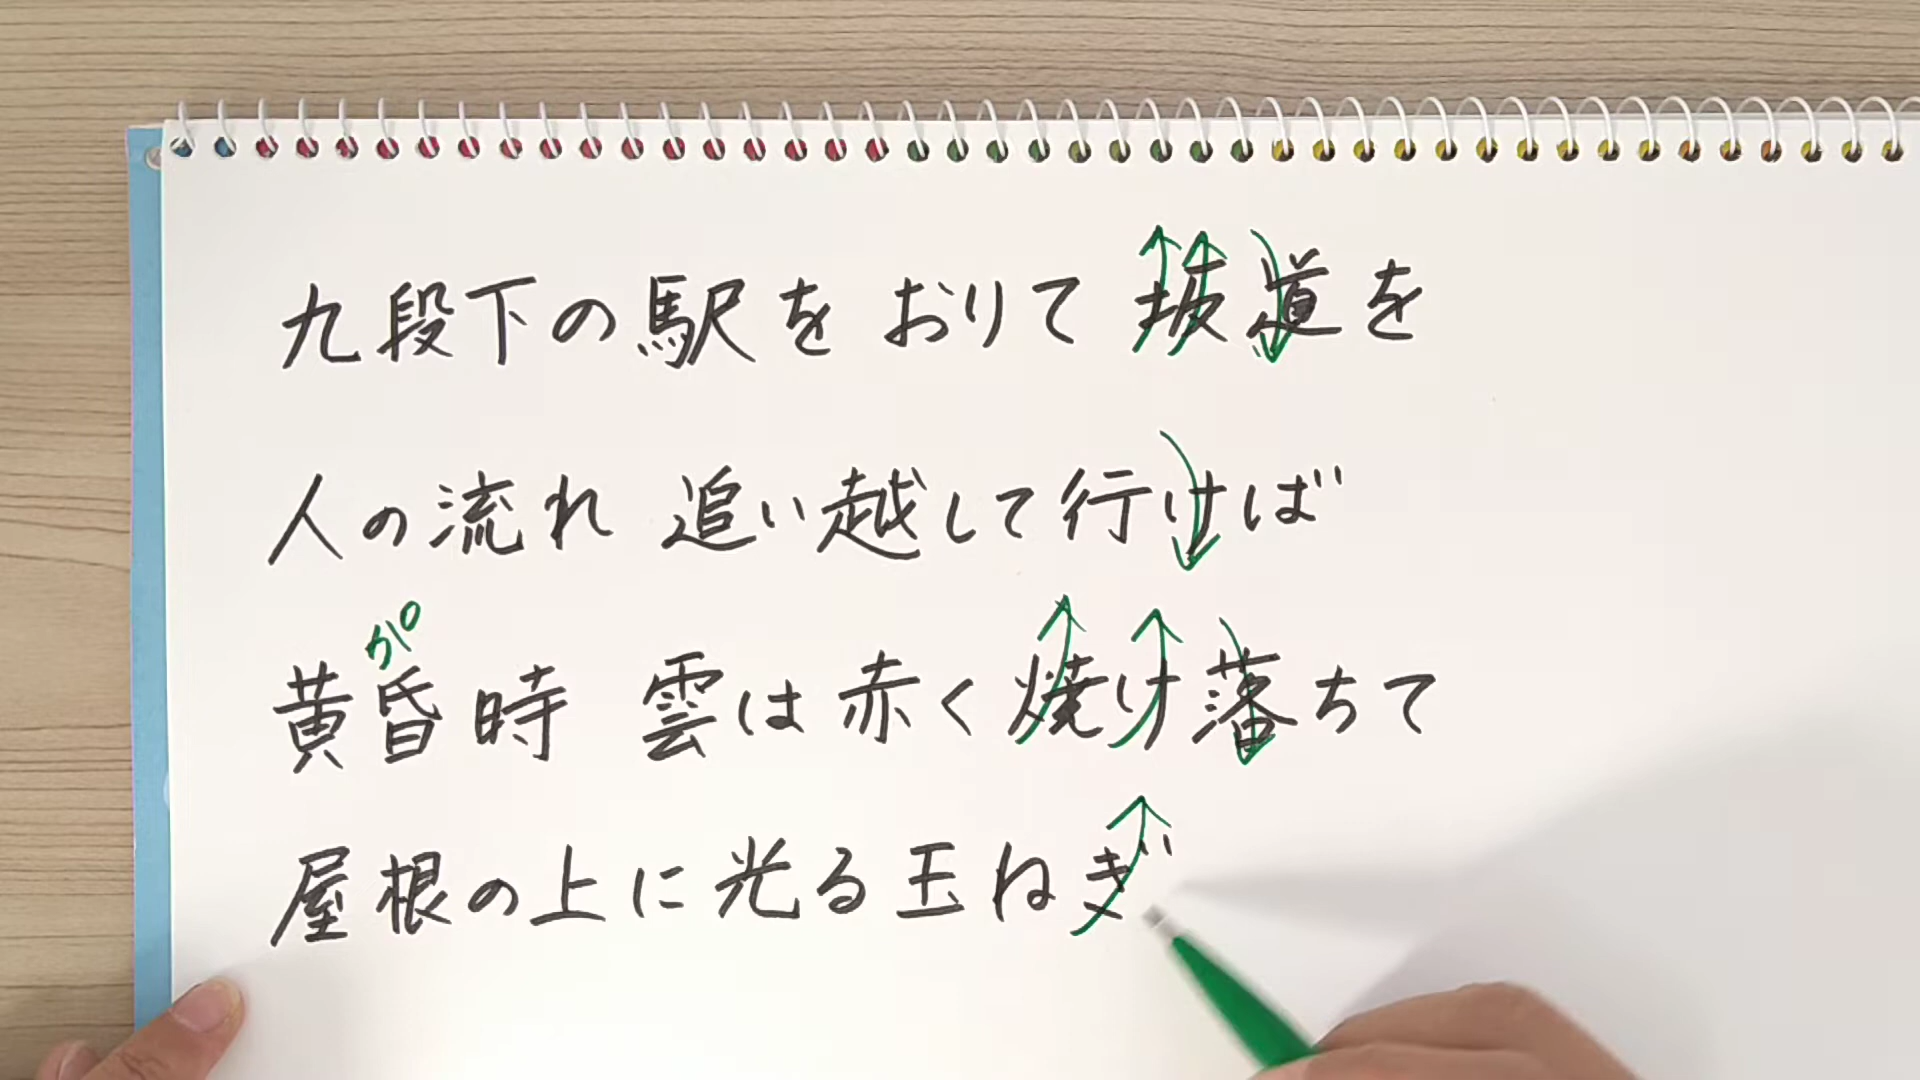 九段下の駅を おりて 坂道を
人の流れ 追い越して行けば
か゚
黄昏時 雲は赤く焼け落ちて
屋根の上に光る玉ねぎ